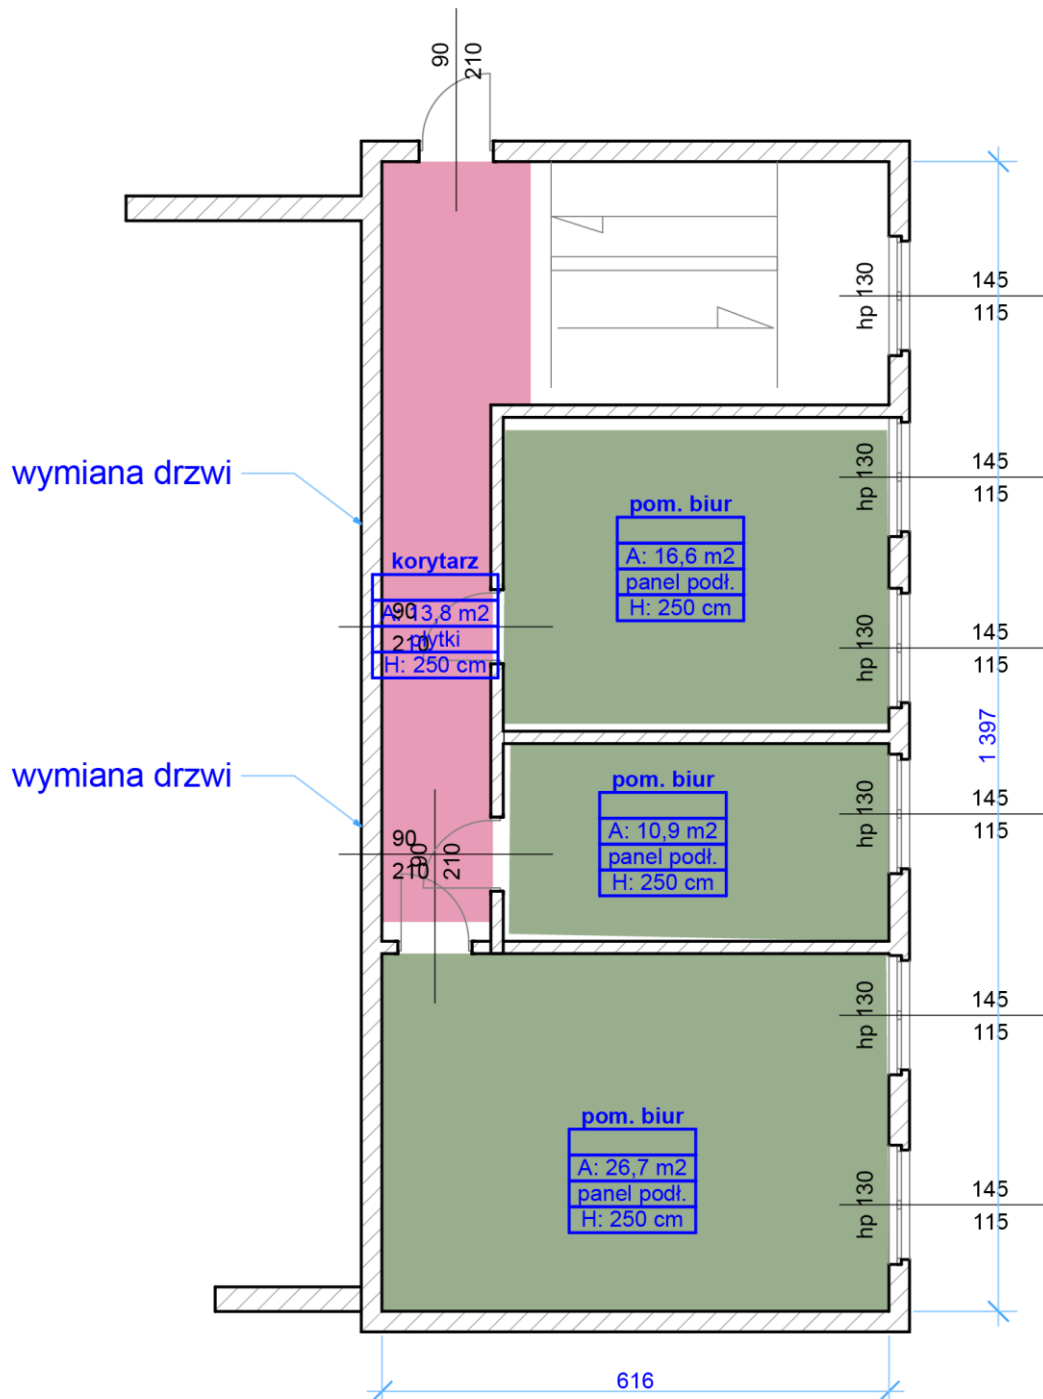 90
210
hp 130
145
115
hp 130
145
115
wymiana drzwi
pom. biur
A: 16,6 m2
panel podł.
H: 250 cm
korytarz
A: 13,8 m2
płytki
H: 250 cm
90
210
hp 130
145
115
1 397
wymiana drzwi
pom. biur
A: 10,9 m2
panel podł.
H: 250 cm
hp 130
145
115
90
210
90
210
hp 130
145
115
pom. biur
A: 26,7 m2
panel podł.
H: 250 cm
hp 130
145
115
616